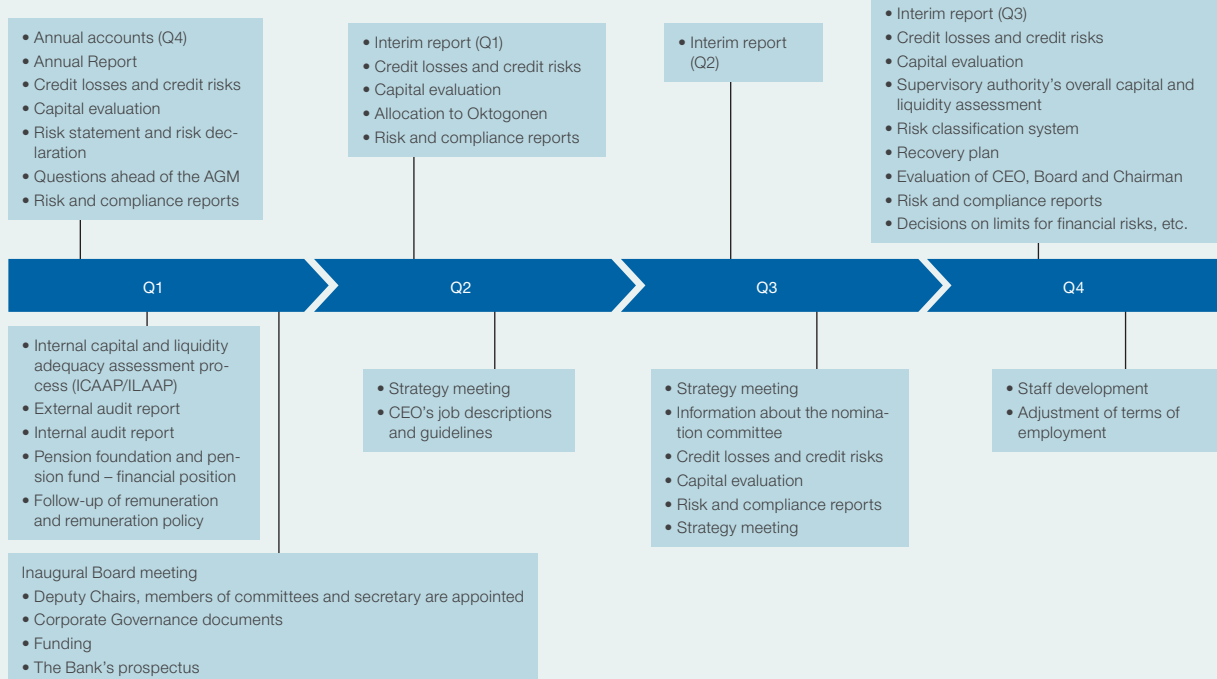 • Annual accounts (Q4)
• Annual Report
• Credit losses and credit risks
• Capital evaluation
• Risk statement and risk dec-
laration
• Questions ahead of the AGM
• Risk and compliance reports
• Interim report (Q1)
• Credit losses and credit risks
• Capital evaluation
• Allocation to Oktogonen
• Risk and compliance reports
• Interim report
(Q2)
• Interim report (Q3)
• Credit losses and credit risks
• Capital evaluation
• Supervisory authority's overall capital and
liquidity assessment
• Risk classification system
• Recovery plan
• Evaluation of CEO, Board and Chairman
• Risk and compliance reports
• Decisions on limits for financial risks, etc.
Q1
Q2
Q3
Q4
• Internal capital and liquidity
adequacy assessment pro-
cess (ICAAP/ILAAP)
• External audit report
• Internal audit report
• Pension foundation and pen-
sion fund – financial position
• Follow-up of remuneration
and remuneration policy
• Strategy meeting
• CEO's job descriptions
and guidelines
• Strategy meeting
• Information about the nomina-
tion committee
• Credit losses and credit risks
• Capital evaluation
• Risk and compliance reports
• Strategy meeting
• Staff development
• Adjustment of terms of
employment
Inaugural Board meeting
• Deputy Chairs, members of committees and secretary are appointed
• Corporate Governance documents
• Funding
• The Bank's prospectus